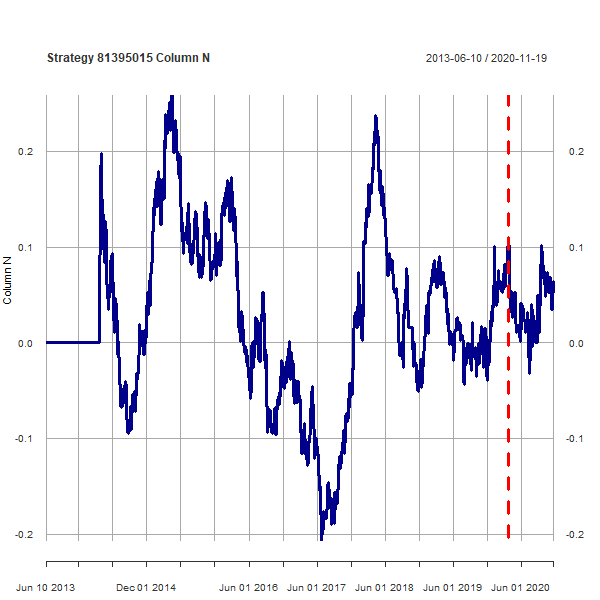 Strategy 81395015 Column N
2013-06-10 / 2020-11-19
Column N
0.2 0.2
0.1 0.1
0.0 0.0
-0.1 -0.1
-0.2 -0.2
Jun 10 2013 Dec 01 2014 Jun 01 2016 Jun 01 2017 Jun 01 2018 Jun 01 2019 Jun 01 2020